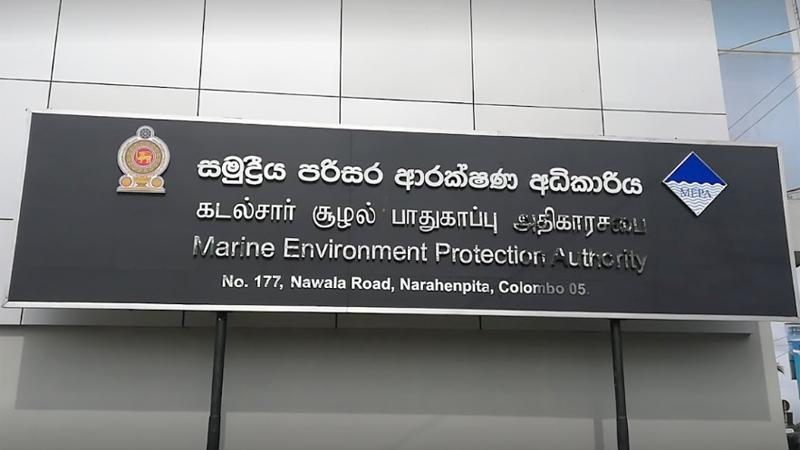 සමුද්‍රීය පරිසර ආරක්ෂණ අධිකාරිය
MEPA
கடல்சார் சூழல் பாதுகாப்பு அதிகாரசபை
Marine Environment Protection Authority
No. 177, Nawala Road, Narahenpita, Colombo 05.